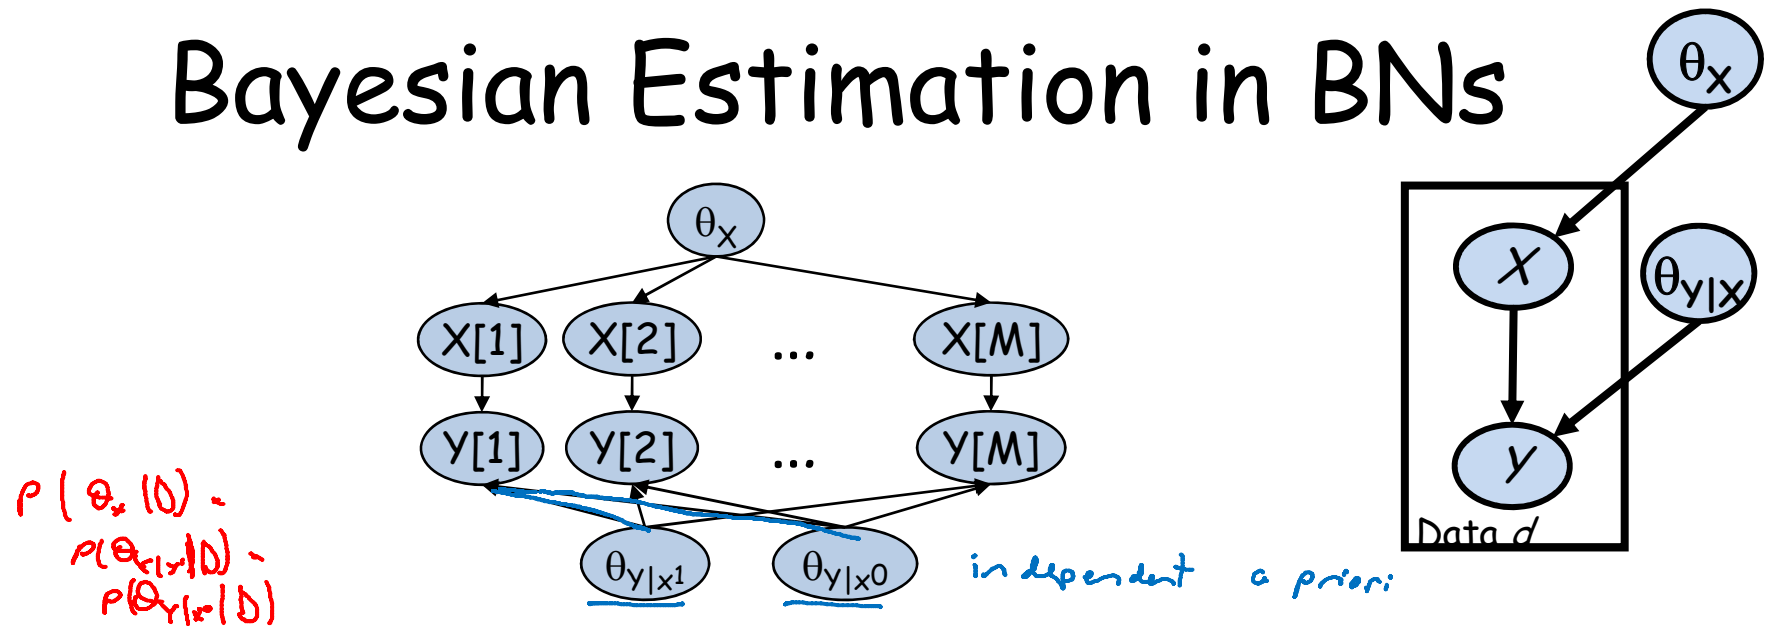 Bayesian Estimation in BNs
θX
θX
X
θY|X
X[1] X[2] ... X[M]
Y[1] Y[2] ... Y[M]
Y
Data d
P(θx|D) ·
P(θY|x¹|D) ·
P(θY|x⁰|D)
θY|x¹ θY|x⁰
independent a priori